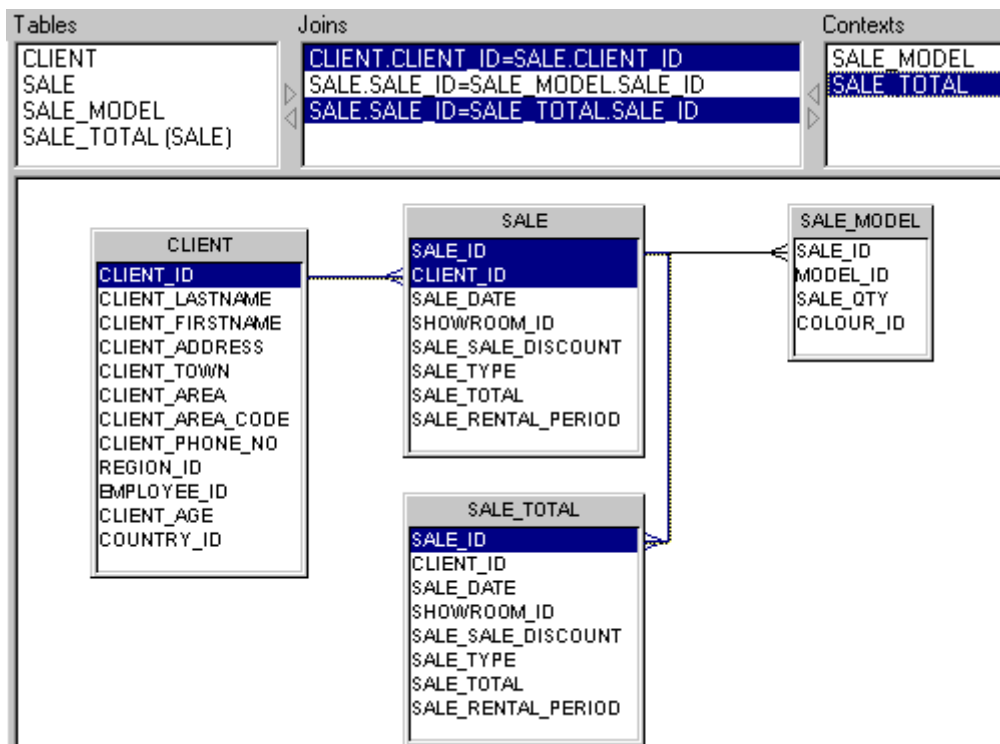 Tables
Joins
Contexts
CLIENT
SALE
SALE_MODEL
SALE_TOTAL (SALE)
CLIENT.CLIENT_ID=SALE.CLIENT_ID
SALE.SALE_ID=SALE_MODEL.SALE_ID
SALE.SALE_ID=SALE_TOTAL.SALE_ID
SALE_MODEL
SALE_TOTAL
CLIENT
CLIENT_ID
CLIENT_LASTNAME
CLIENT_FIRSTNAME
CLIENT_ADDRESS
CLIENT_TOWN
CLIENT_AREA
CLIENT_AREA_CODE
CLIENT_PHONE_NO
REGION_ID
EMPLOYEE_ID
CLIENT_AGE
COUNTRY_ID
SALE
SALE_ID
CLIENT_ID
SALE_DATE
SHOWROOM_ID
SALE_SALE_DISCOUNT
SALE_TYPE
SALE_TOTAL
SALE_RENTAL_PERIOD
SALE_MODEL
SALE_ID
MODEL_ID
SALE_QTY
COLOUR_ID
SALE_TOTAL
SALE_ID
CLIENT_ID
SALE_DATE
SHOWROOM_ID
SALE_SALE_DISCOUNT
SALE_TYPE
SALE_TOTAL
SALE_RENTAL_PERIOD